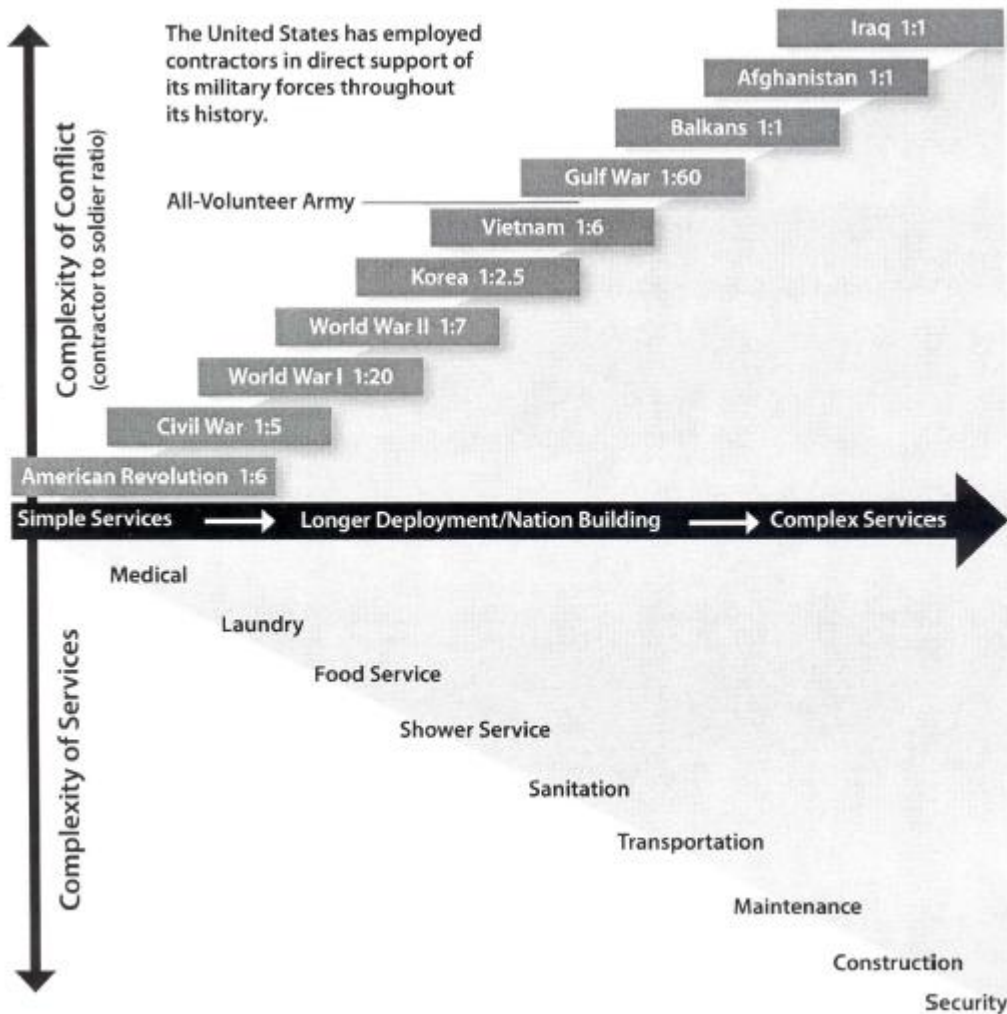 The United States has employed
contractors in direct support of
its military forces throughout
its history.
Iraq 1:1
Afghanistan 1:1
Balkans 1:1
Gulf War 1:60
All-Volunteer Army
Vietnam 1:6
Korea 1:2.5
World War II 1:7
World War I 1:20
Civil War 1:5
American Revolution 1:6
Complexity of Conflict
(contractor to soldier ratio)
Simple Services
Longer Deployment/Nation Building
Complex Services
Complexity of Services
Medical
Laundry
Food Service
Shower Service
Sanitation
Transportation
Maintenance
Construction
Security